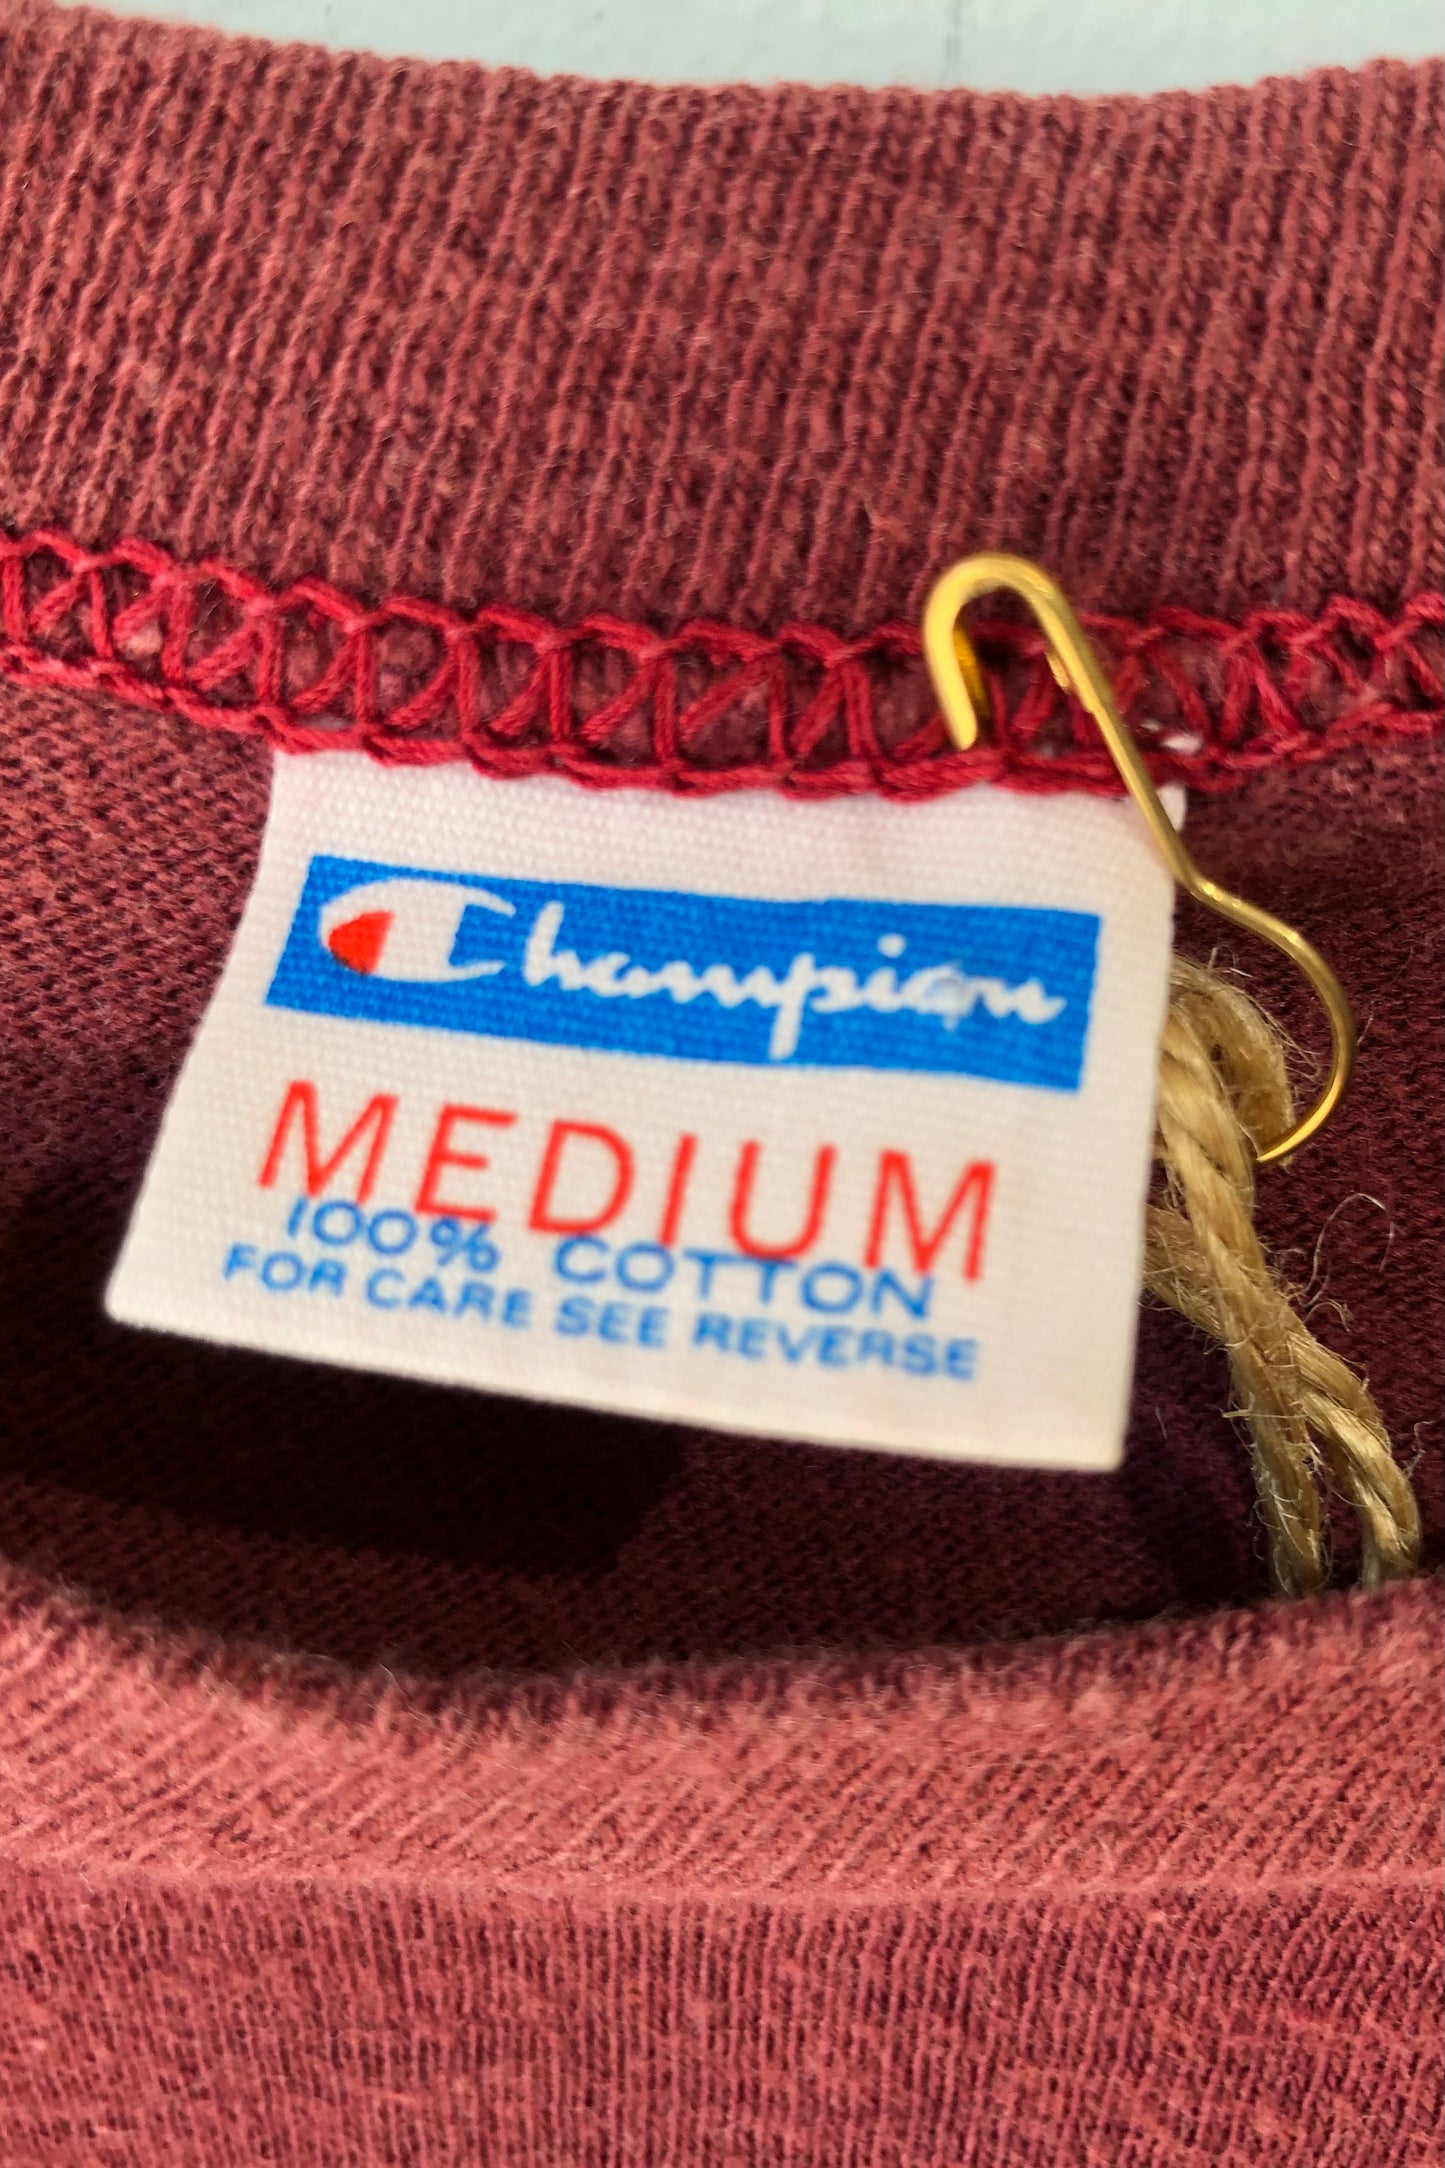 Champion
MEDIUM
100% COTTON
FOR CARE SEE REVERSE